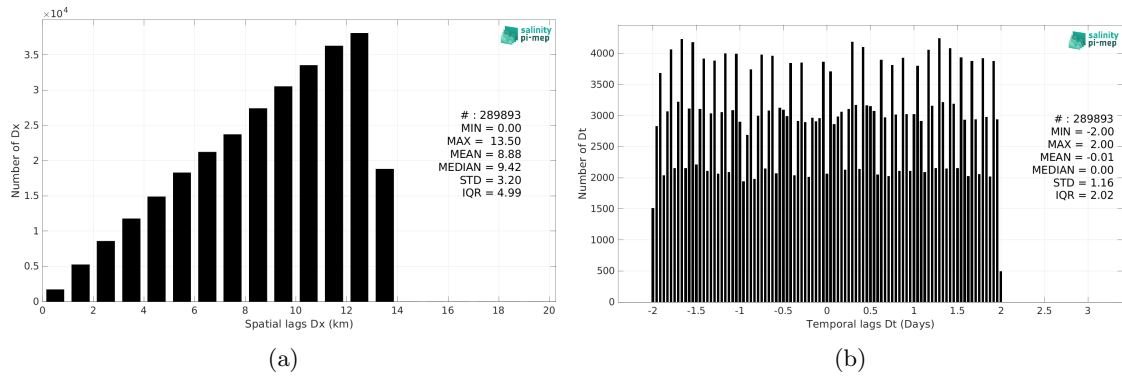 ×10⁴
salinity
pi-mep
3.5
3
2.5
2
1.5
1
0.5
0
Number of Dx
# : 289893
MIN = 0.00
MAX = 13.50
MEAN = 8.88
MEDIAN = 9.42
STD = 3.20
IQR = 4.99
0 2 4 6 8 10 12 14 16 18 20
Spatial lags Dx (km)
(a)
salinity
pi-mep
4000
3500
3000
2500
2000
1500
1000
500
0
Number of Dt
# : 289893
MIN = -2.00
MAX = 2.00
MEAN = -0.01
MEDIAN = 0.00
STD = 1.16
IQR = 2.02
-2 -1.5 -1 -0.5 0 0.5 1 1.5 2 2.5 3
Temporal lags Dt (Days)
(b)